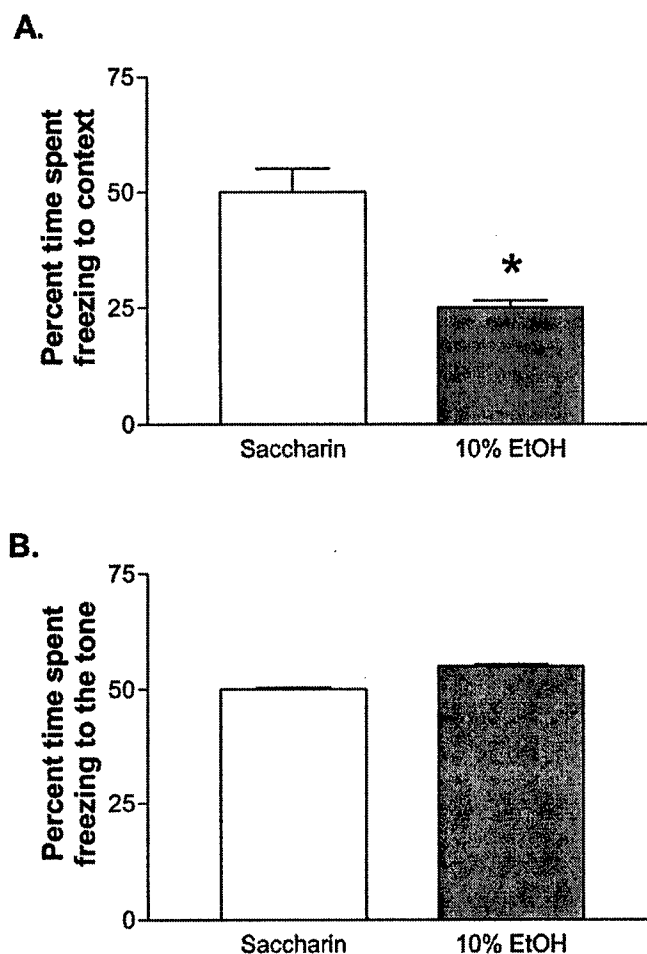 A.
Percent time spent
freezing to context
75
50
25
0
*
Saccharin
10% EtOH
B.
Percent time spent
freezing to the tone
75
50
25
0
Saccharin
10% EtOH